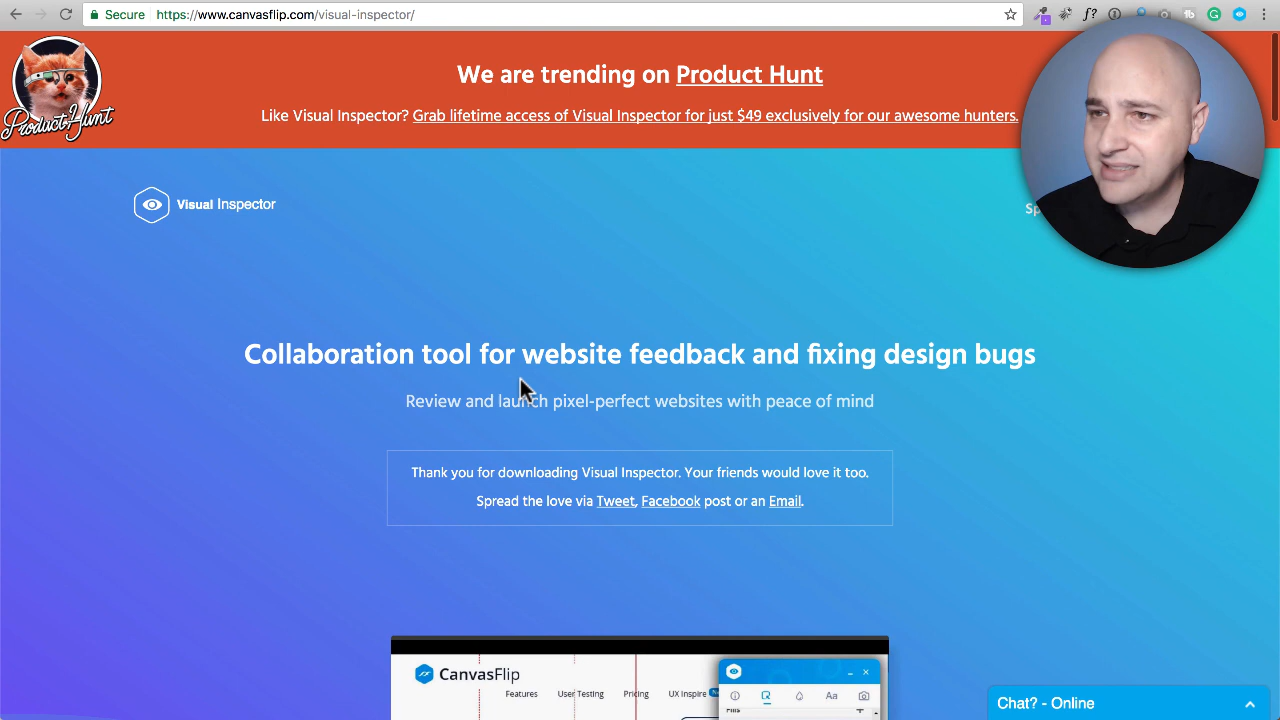 Secure
https://www.canvasflip.com/visual-inspector/
f?
We are trending on Product Hunt
Like Visual Inspector? Grab lifetime access of Visual Inspector for just $49 exclusively for our awesome hunters.
Product Hunt
Visual Inspector
Sp
Collaboration tool for website feedback and fixing design bugs
Review and launch pixel-perfect websites with peace of mind
Thank you for downloading Visual Inspector. Your friends would love it too.
Spread the love via Tweet, Facebook post or an Email.
CanvasFlip
Features User Testing Pricing UX Inspire
Aa
Chat? - Online